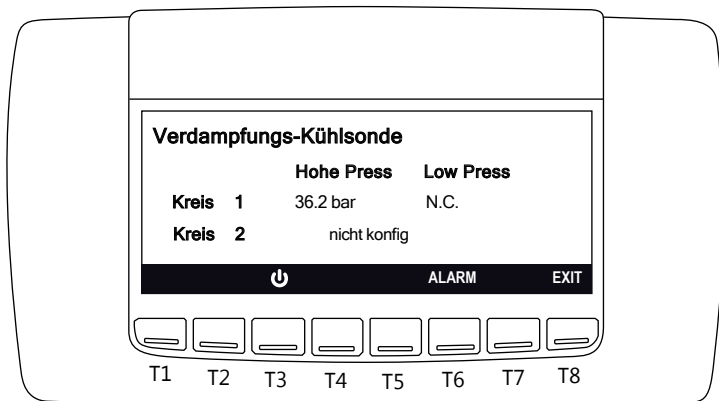 Verdampfungs-Kühlsonde
Hohe Press Low Press
Kreis 1 36.2 bar N.C.
Kreis 2 nicht konfig
ALARM EXIT
T1 T2 T3 T4 T5 T6 T7 T8